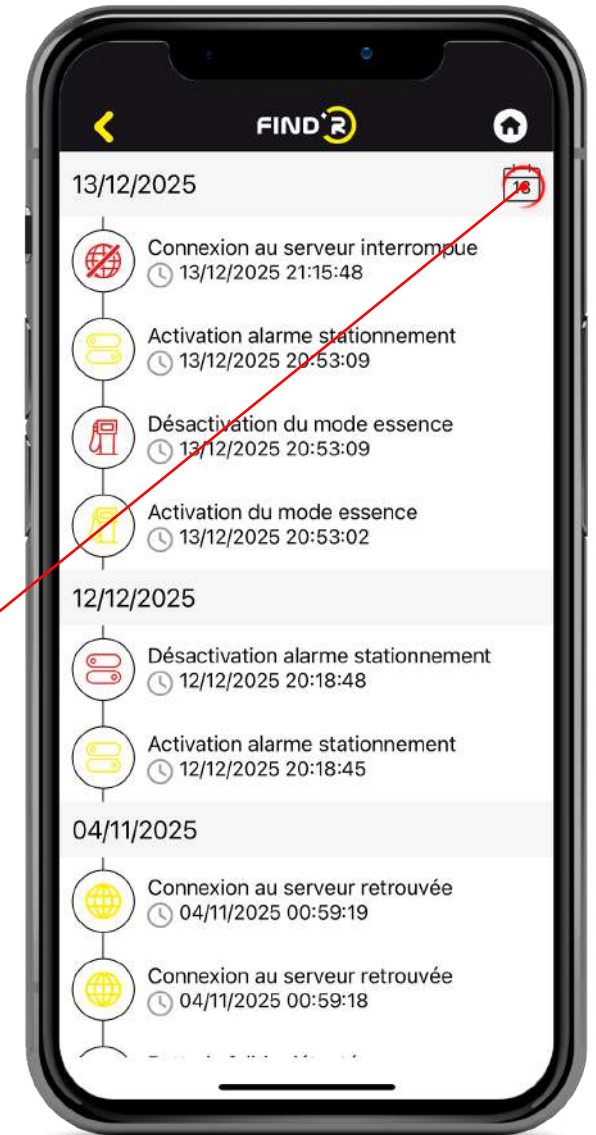 FIND'R
13/12/2025
13
Connexion au serveur interrompue
13/12/2025 21:15:48
Activation alarme stationnement
13/12/2025 20:53:09
Désactivation du mode essence
13/12/2025 20:53:09
Activation du mode essence
13/12/2025 20:53:02
12/12/2025
Désactivation alarme stationnement
12/12/2025 20:18:48
Activation alarme stationnement
12/12/2025 20:18:45
04/11/2025
Connexion au serveur retrouvée
04/11/2025 00:59:19
Connexion au serveur retrouvée
04/11/2025 00:59:18